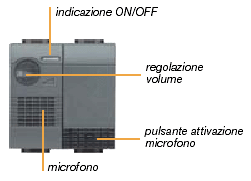 indicazione ON/OFF
regolazione
volume
pulsante attivazione
microfono
microfono